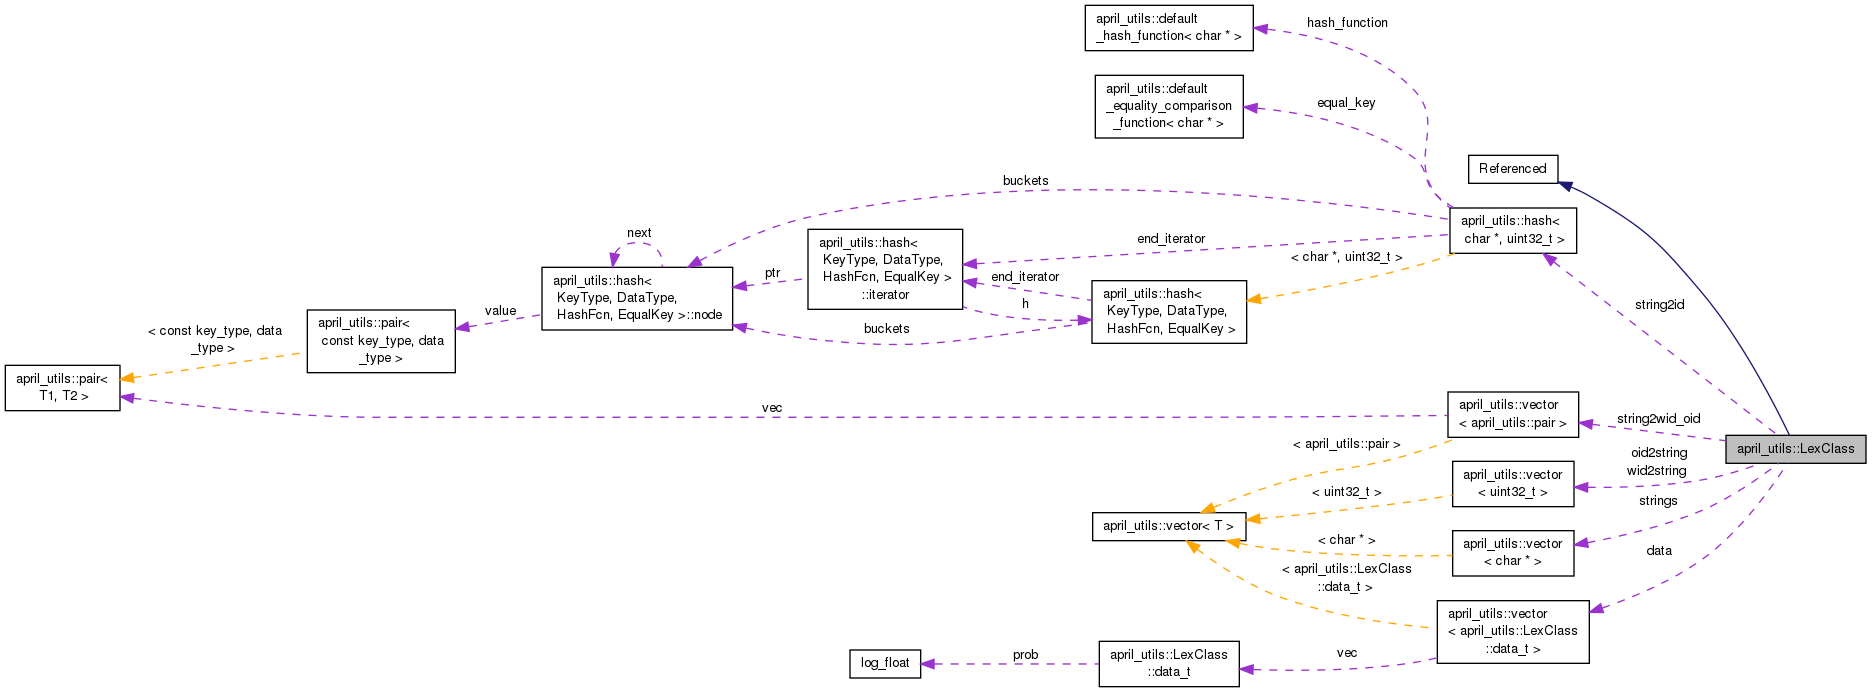 april_utils::default
_hash_function< char * >
hash_function
april_utils::default
_equality_comparison
_function< char * >
equal_key
Referenced
buckets
april_utils::hash<
char *, uint32_t >
next
april_utils::hash<
KeyType, DataType,
HashFcn, EqualKey >
::iterator
end_iterator
< char *, uint32_t >
april_utils::hash<
KeyType, DataType,
HashFcn, EqualKey >::node
ptr
end_iterator
h
april_utils::hash<
KeyType, DataType,
HashFcn, EqualKey >
string2id
value
buckets
april_utils::pair<
const key_type, data
_type >
< const key_type, data
_type >
april_utils::pair<
T1, T2 >
vec
april_utils::vector
< april_utils::pair >
string2wid_oid
april_utils::LexClass
< april_utils::pair >
oid2string
wid2string
april_utils::vector
< uint32_t >
< uint32_t >
strings
april_utils::vector< T >
< char * >
april_utils::vector
< char * >
data
< april_utils::LexClass
::data_t >
april_utils::vector
< april_utils::LexClass
::data_t >
log_float
prob
april_utils::LexClass
::data_t
vec